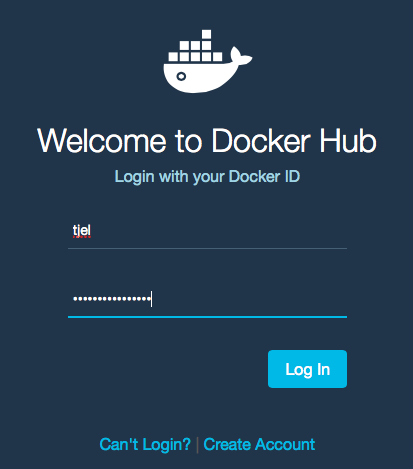 Welcome to Docker Hub
Login with your Docker ID
tjel
••••••••••••••••
Log In
Can't Login? | Create Account